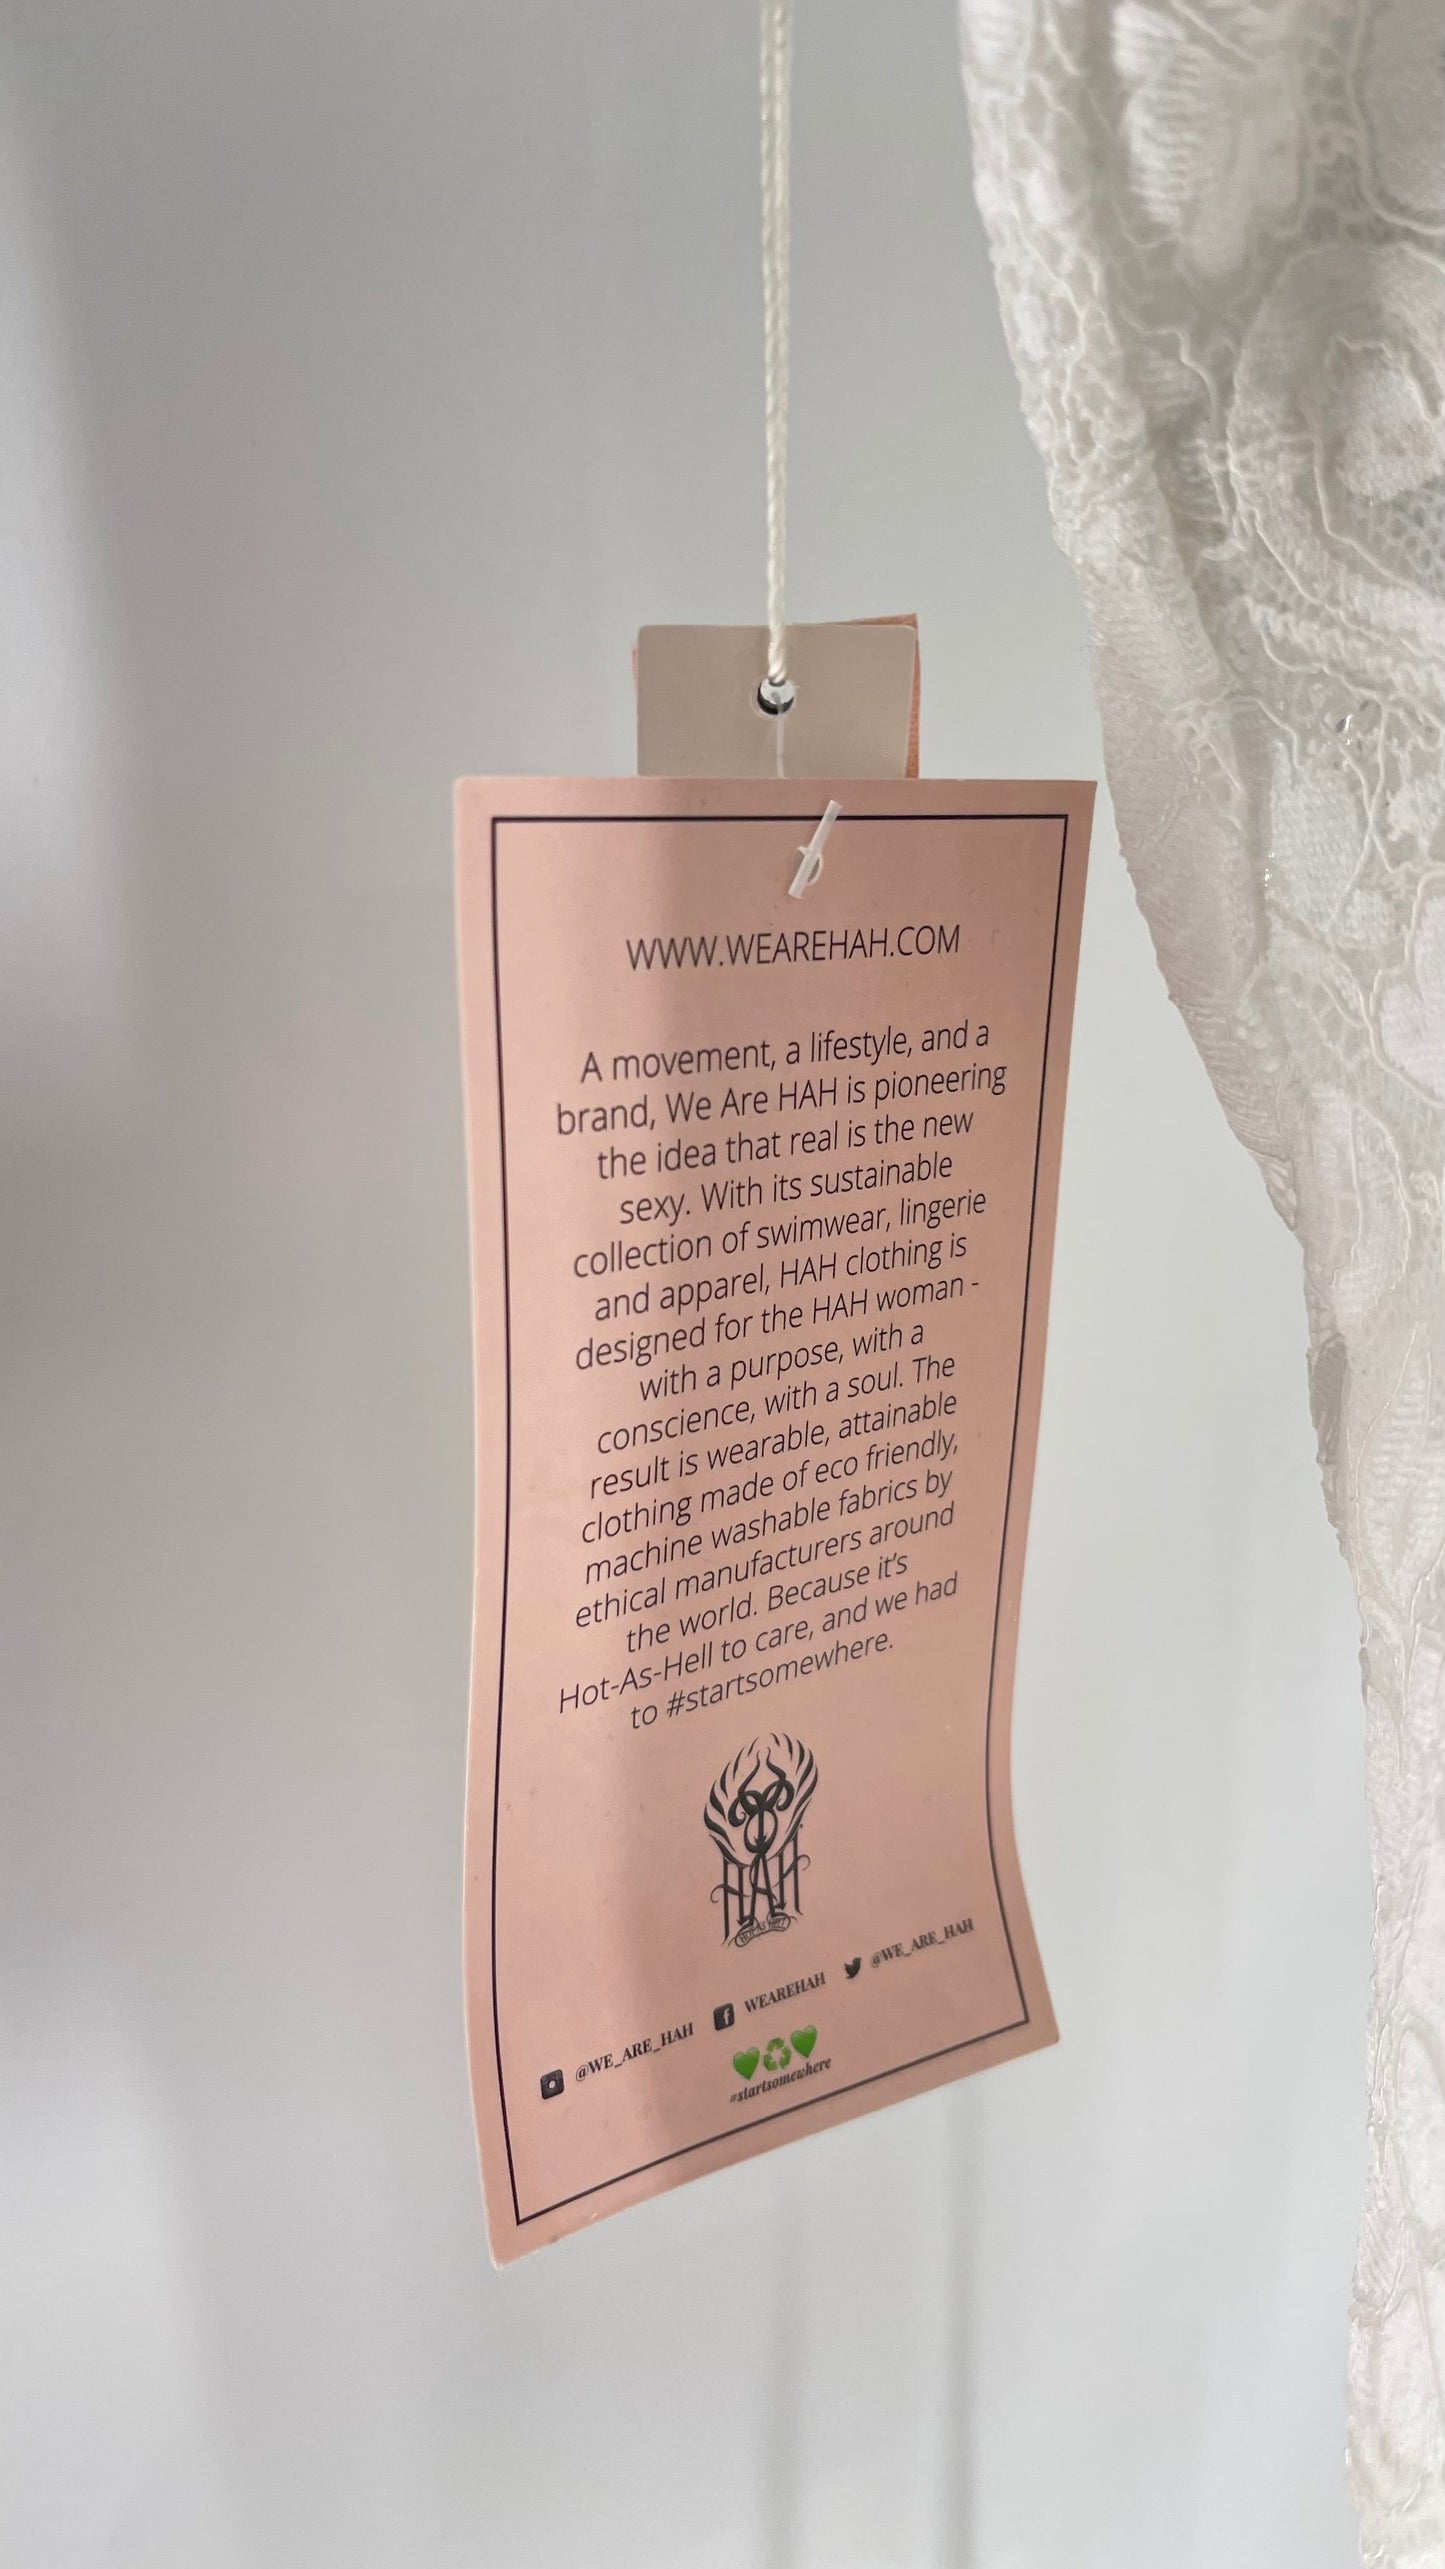 WWW.WEAREHAH.COM
A movement, a lifestyle, and a
brand, We Are HAH is pioneering
the idea that real is the new
sexy. With its sustainable
collection of swimwear, lingerie
and apparel, HAH clothing is
designed for the HAH woman -
with a purpose, with a
conscience, with a soul. The
result is wearable, attainable
clothing made of eco friendly,
machine washable fabrics by
ethical manufacturers around
the world. Because it's
Hot-As-Hell to care, and we had
to #startsomewhere.
HAH
HOT AS HELL
@WE_ARE_HAH WEAREHAH @WE_ARE_HAH
#startsomewhere